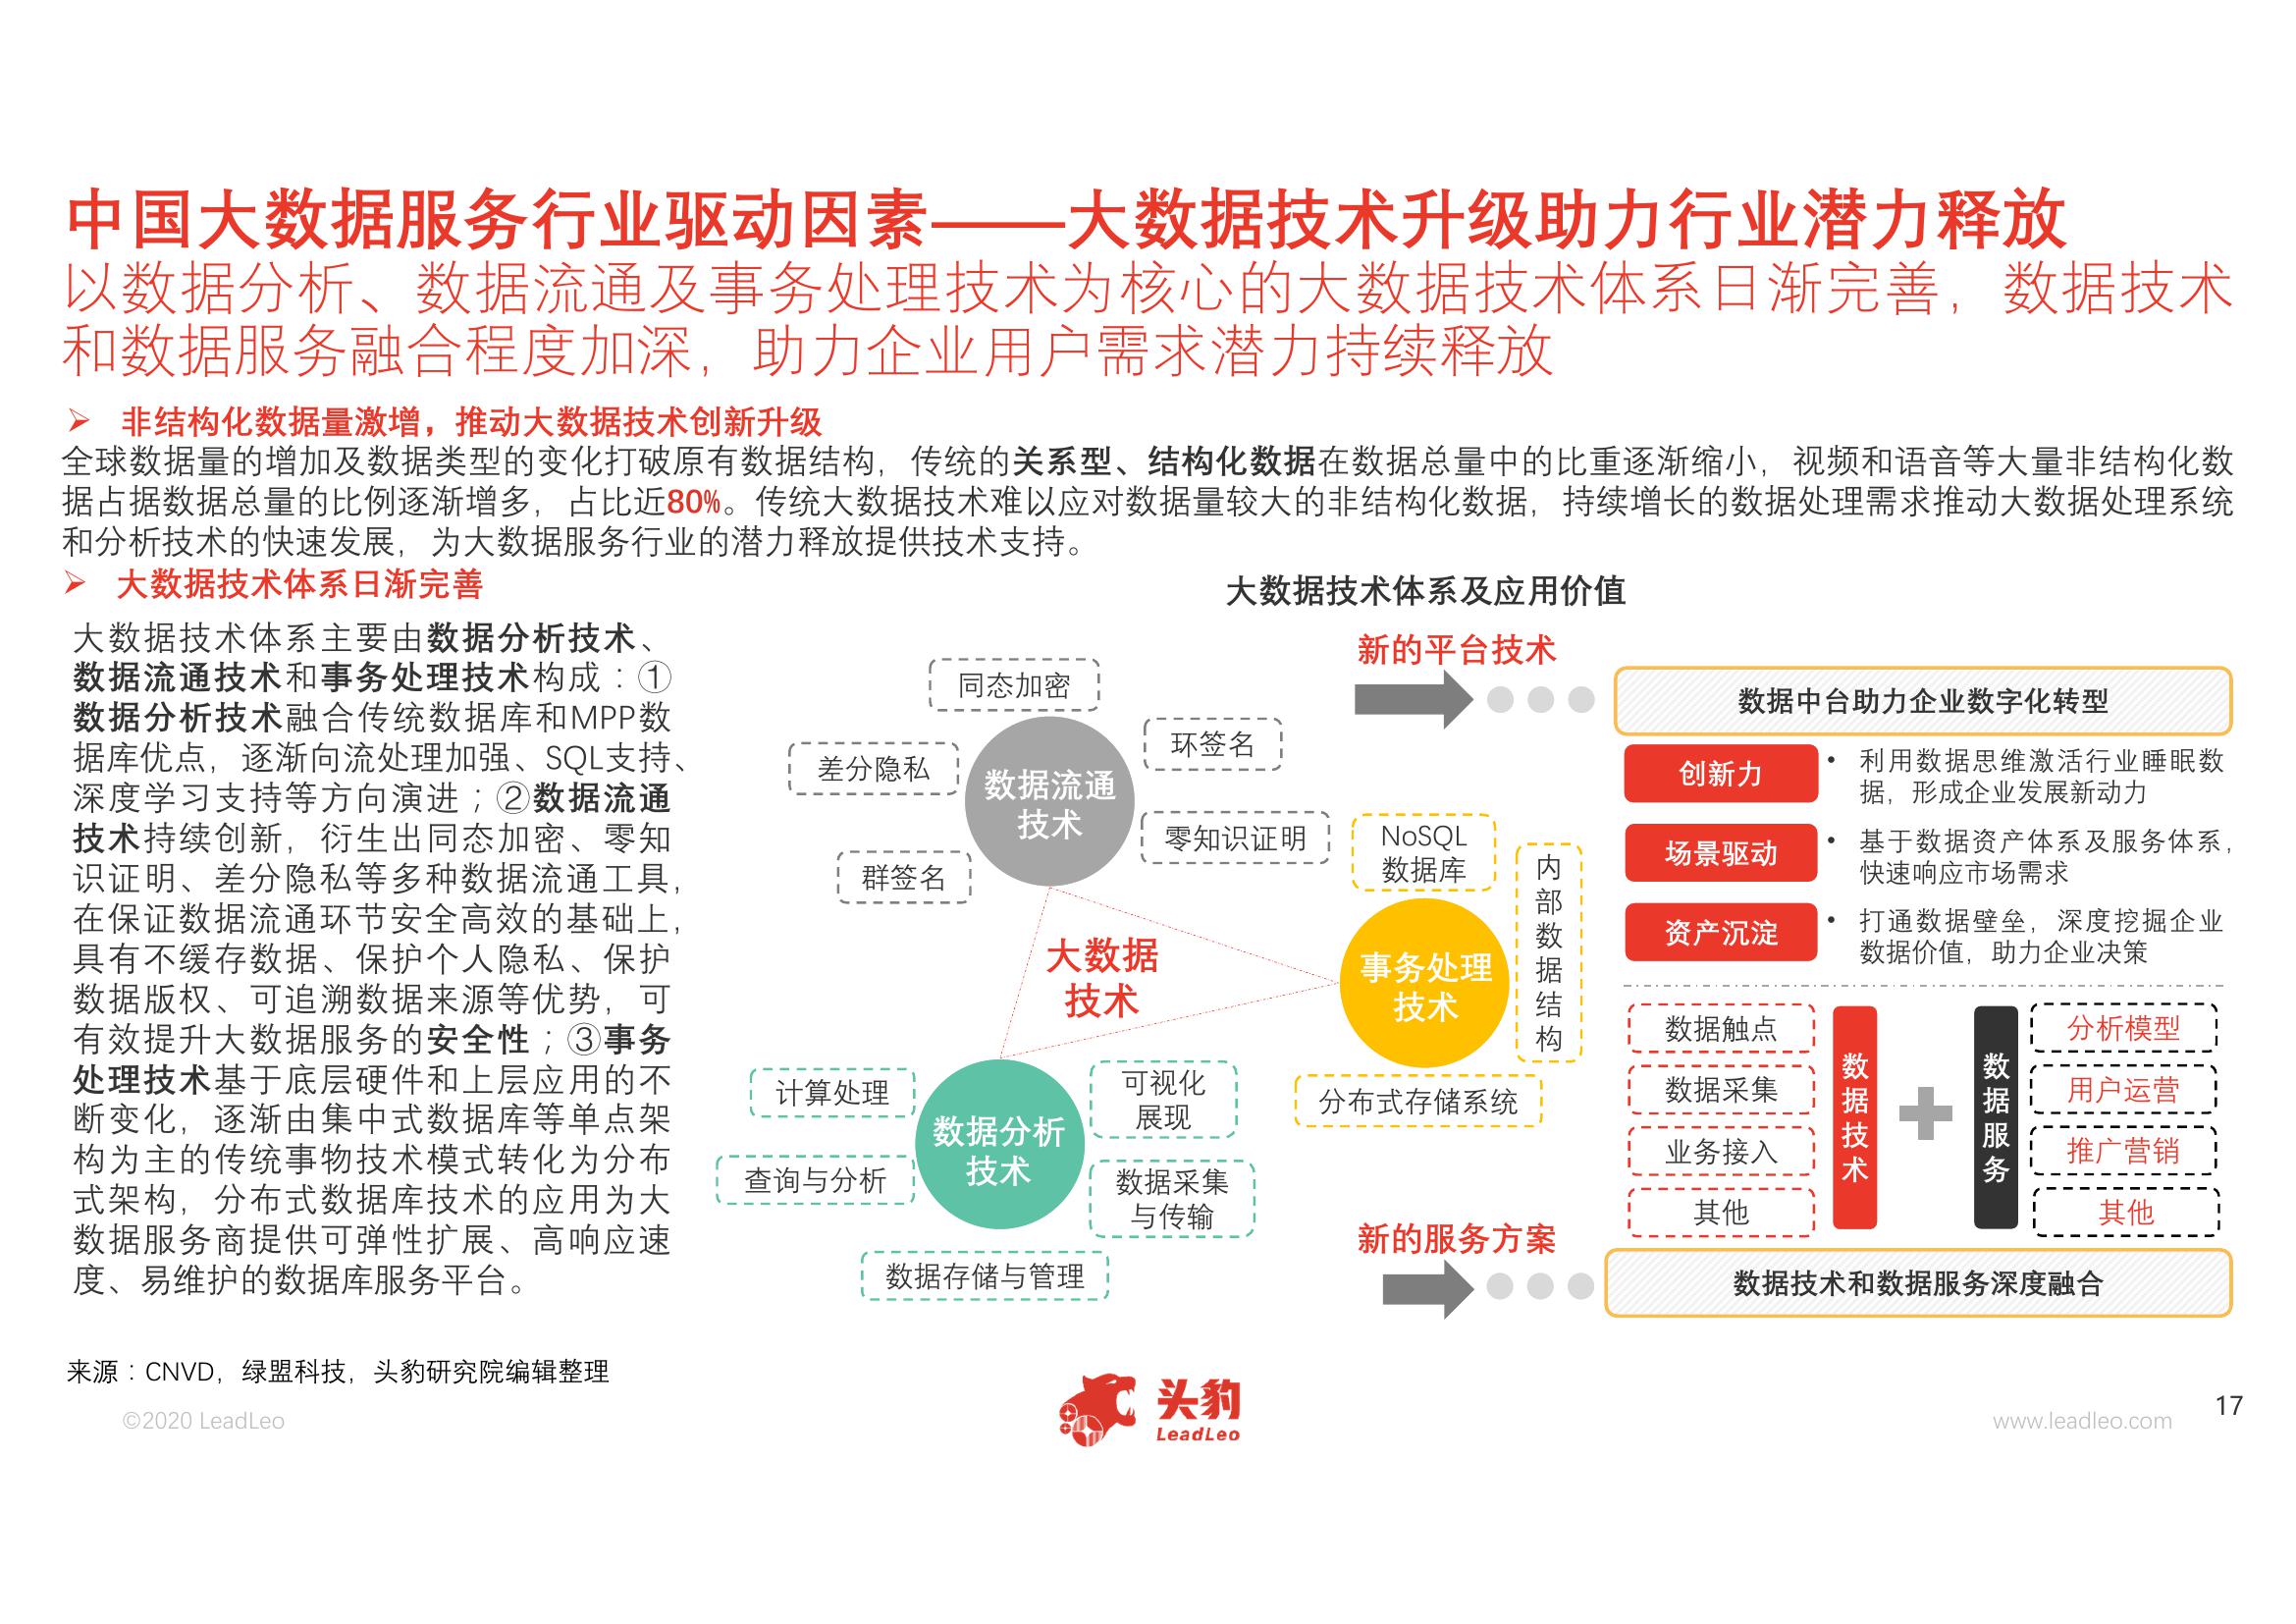 中国大数据服务行业驱动因素——大数据技术升级助力行业潜力释放
以数据分析、数据流通及事务处理技术为核心的大数据技术体系日渐完善，数据技术
和数据服务融合程度加深，助力企业用户需求潜力持续释放
➢ 非结构化数据量激增，推动大数据技术创新升级
全球数据量的增加及数据类型的变化打破原有数据结构，传统的关系型、结构化数据在数据总量中的比重逐渐缩小，视频和语音等大量非结构化数
据占据数据总量的比例逐渐增多，占比近80%。传统大数据技术难以应对数据量较大的非结构化数据，持续增长的数据处理需求推动大数据处理系统
和分析技术的快速发展，为大数据服务行业的潜力释放提供技术支持。
➢ 大数据技术体系日渐完善
大数据技术体系主要由数据分析技术、
数据流通技术和事务处理技术构成：①
数据分析技术融合传统数据库和MPP数
据库优点，逐渐向流处理加强、SQL支持、
深度学习支持等方向演进；②数据流通
技术持续创新，衍生出同态加密、零知
识证明、差分隐私等多种数据流通工具，
在保证数据流通环节安全高效的基础上，
具有不缓存数据、保护个人隐私、保护
数据版权、可追溯数据来源等优势，可
有效提升大数据服务的安全性；③事务
处理技术基于底层硬件和上层应用的不
断变化，逐渐由集中式数据库等单点架
构为主的传统事物技术模式转化为分布
式架构，分布式数据库技术的应用为大
数据服务商提供可弹性扩展、高响应速
度、易维护的数据库服务平台。
大数据技术体系及应用价值
同态加密
环签名
差分隐私
数据流通
技术
零知识证明
群签名
大数据
技术
NoSQL
数据库
内
部
数
据
结
构
事务处理
技术
分布式存储系统
计算处理
可视化
展现
数据分析
技术
查询与分析
数据采集
与传输
数据存储与管理
新的平台技术
数据中台助力企业数字化转型
创新力
• 利用数据思维激活行业睡眠数
据，形成企业发展新动力
场景驱动
• 基于数据资产体系及服务体系，
快速响应市场需求
资产沉淀
• 打通数据壁垒，深度挖掘企业
数据价值，助力企业决策
数据触点
数据采集
业务接入
其他
数
据
技
术
数
据
服
务
分析模型
用户运营
推广营销
其他
新的服务方案
数据技术和数据服务深度融合
来源：CNVD，绿盟科技，头豹研究院编辑整理
©2020 LeadLeo
头豹
LeadLeo
www.leadleo.com
17